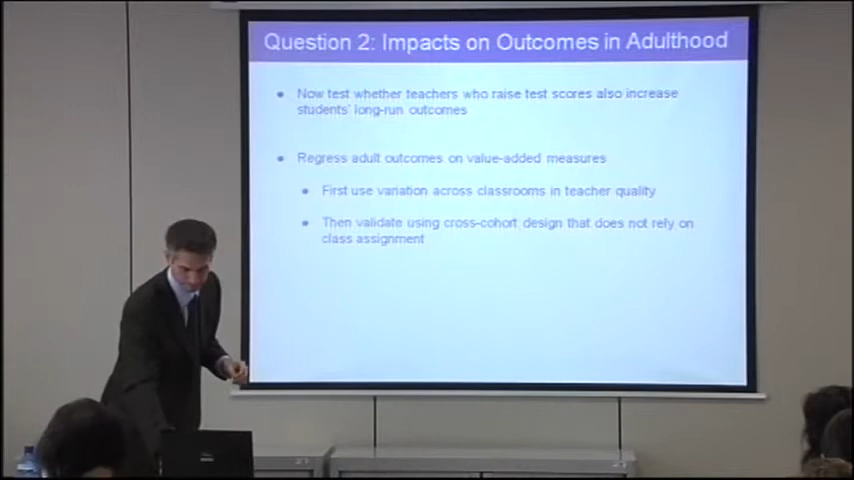 Question 2: Impacts on Outcomes in Adulthood
Now test whether teachers who raise test scores also increase
students' long-run outcomes
Regress adult outcomes on value-added measures
First use variation across classrooms in teacher quality
Then validate using cross-cohort design that does not rely on
class assignment